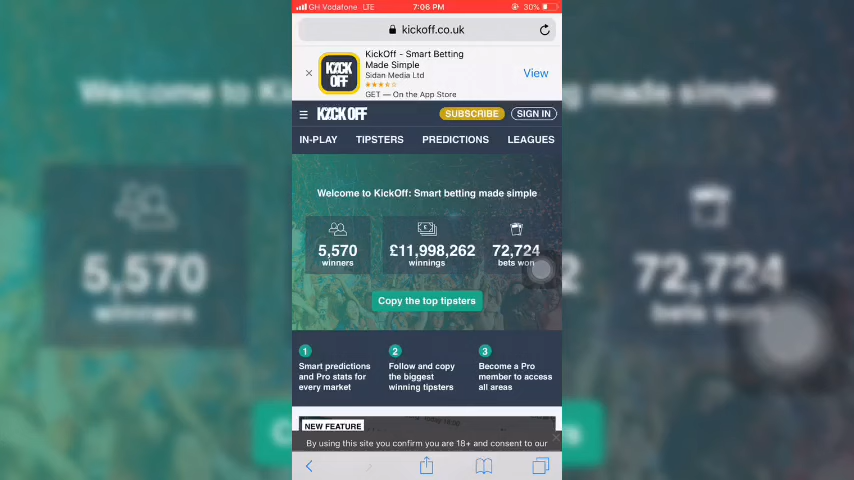 GH Vodafone LTE 7:06 PM 30%
kickoff.co.uk
KickOff - Smart Betting
Made Simple
Sidan Media Ltd
GET — On the App Store
View
KICK OFF
KICK OFF SUBSCRIBE SIGN IN
IN-PLAY TIPSTERS PREDICTIONS LEAGUES
Welcome to KickOff: Smart betting made simple
5,570 £11,998,262 72,724
winners winnings bets won
Copy the top tipsters
1 2 3
Smart predictions
and Pro stats for
every market
Follow and copy
the biggest
winning tipsters
Become a Pro
member to access
all areas
NEW FEATURE
By using this site you confirm you are 18+ and consent to our